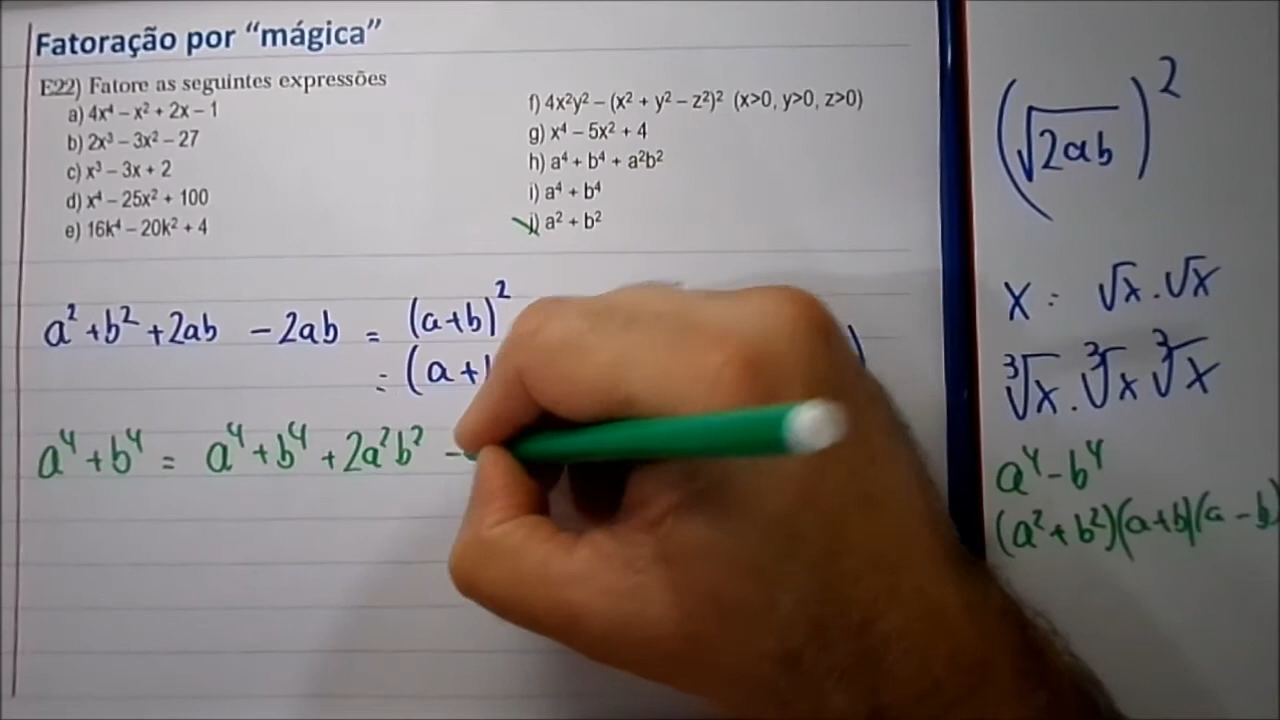 Fatoração por “mágica”
E22) Fatore as seguintes expressões
a) 4x⁴ – x² + 2x – 1
b) 2x³ – 3x² – 27
c) x³ – 3x + 2
d) x⁴ – 25x² + 100
e) 16k⁴ – 20k² + 4
f) 4x²y² – (x² + y² – z²)² (x>0, y>0, z>0)
g) x⁴ – 5x² + 4
h) a⁴ + b⁴ + a²b²
i) a⁴ + b⁴
j) a² + b²
a² + b² + 2ab - 2ab = (a+b)²
= (a+
a⁴ + b⁴ = a⁴ + b⁴ + 2a²b² -
(√2ab)²
x = √x . √x
∛x . ∛x ∛x
a⁴ - b⁴
(a² + b²)(a+b)(a - b)